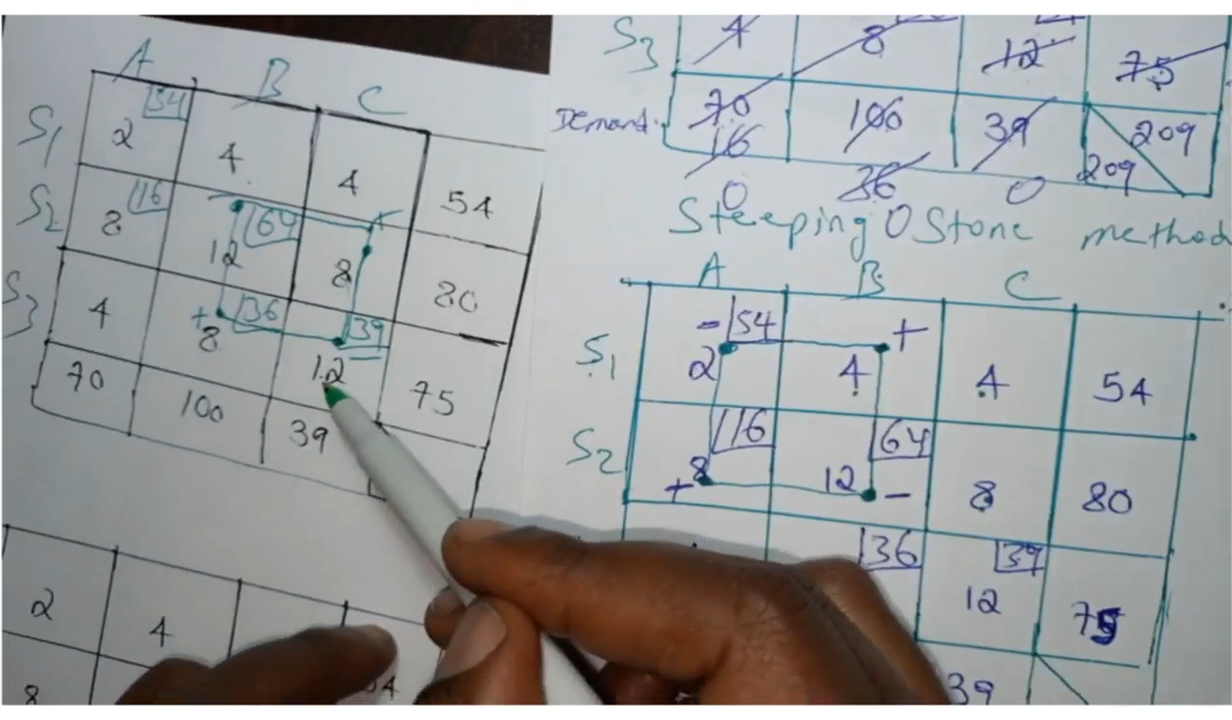 A B C
S1 2 54 4 4 54
S2 8 16 12 64 8 80
S3 4 + 8 36 12 39 75
70 100 39
2 4
8
S3 4 8 12 75
Demand. 70 100 39 209
16 36 209
0 0
Steeping Stone method
A B C
S1 - 54 2 4 + 4 54
S2 16 + 8 12 64 - 8 80
36 39
12 75
39